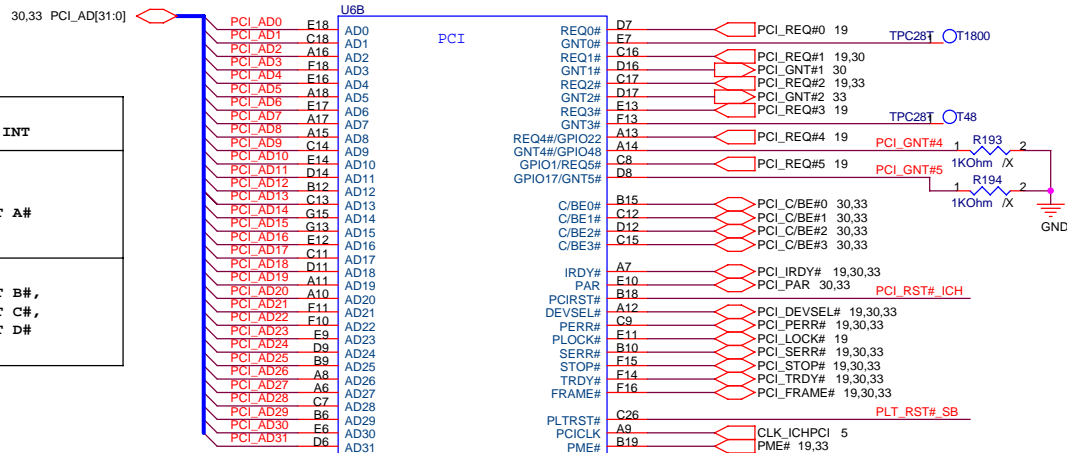 30,33 PCI_AD[31:0]
INT
T A#
T B#,
T C#,
T D#
U6B
PCI
PCI_AD0 E18 AD0
PCI_AD1 C18 AD1
PCI_AD2 A16 AD2
PCI_AD3 F18 AD3
PCI_AD4 E16 AD4
PCI_AD5 A18 AD5
PCI_AD6 E17 AD6
PCI_AD7 A17 AD7
PCI_AD8 A15 AD8
PCI_AD9 C14 AD9
PCI_AD10 E14 AD10
PCI_AD11 D14 AD11
PCI_AD12 B12 AD12
PCI_AD13 C13 AD13
PCI_AD14 G15 AD14
PCI_AD15 G13 AD15
PCI_AD16 E12 AD16
PCI_AD17 C11 AD17
PCI_AD18 D11 AD18
PCI_AD19 A11 AD19
PCI_AD20 A10 AD20
PCI_AD21 F11 AD21
PCI_AD22 F10 AD22
PCI_AD23 E9 AD23
PCI_AD24 D9 AD24
PCI_AD25 B9 AD25
PCI_AD26 A8 AD26
PCI_AD27 A6 AD27
PCI_AD28 C7 AD28
PCI_AD29 B6 AD29
PCI_AD30 E6 AD30
PCI_AD31 D6 AD31
REQ0# D7 PCI_REQ#0 19
GNT0# E7 TPC28T 1 T1800
REQ1# C16 PCI_REQ#1 19,30
GNT1# D16 PCI_GNT#1 30
REQ2# C17 PCI_REQ#2 19,33
GNT2# D17 PCI_GNT#2 33
REQ3# E13 PCI_REQ#3 19
GNT3# F13 TPC28T 1 T48
REQ4#/GPIO22 A13 PCI_REQ#4 19
GNT4#/GPIO48 A14 PCI_GNT#4 1 R193 2
1KOhm /X
GPIO1/REQ5# C8 PCI_REQ#5 19
GPIO17/GNT5# D8 PCI_GNT#5 1 R194 2
1KOhm /X
GND
C/BE0# B15 PCI_C/BE#0 30,33
C/BE1# C12 PCI_C/BE#1 30,33
C/BE2# D12 PCI_C/BE#2 30,33
C/BE3# C15 PCI_C/BE#3 30,33
IRDY# A7 PCI_IRDY# 19,30,33
PAR E10 PCI_PAR 30,33
PCIRST# B18 PCI_RST#_ICH
DEVSEL# A12 PCI_DEVSEL# 19,30,33
PERR# C9 PCI_PERR# 19,30,33
PLOCK# E11 PCI_LOCK# 19
SERR# B10 PCI_SERR# 19,30,33
STOP# F15 PCI_STOP# 19,30,33
TRDY# F14 PCI_TRDY# 19,30,33
FRAME# F16 PCI_FRAME# 19,30,33
PLTRST# C26 PLT_RST#_SB
PCICLK A9 CLK_ICHPCI 5
PME# B19 PME# 19,33